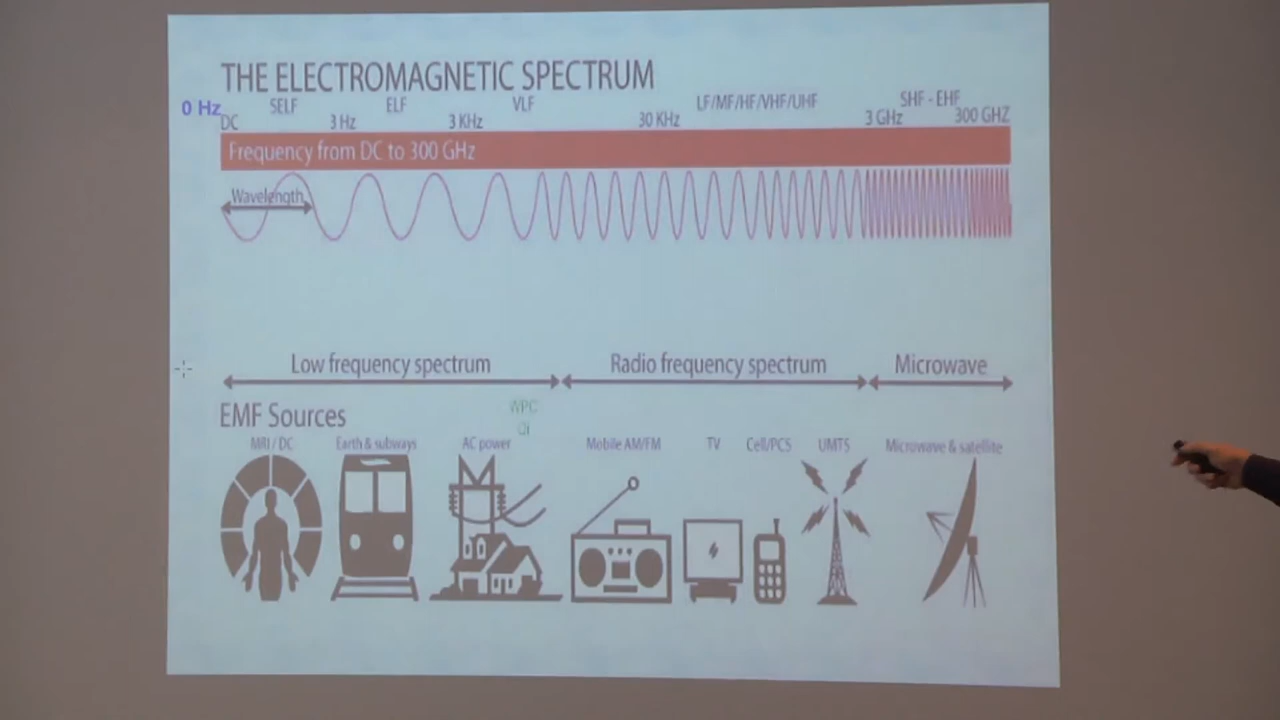 THE ELECTROMAGNETIC SPECTRUM
0 Hz
SELF ELF VLF LF/MF/HF/VHF/UHF SHF - EHF
DC 3 Hz 3 KHz 30 KHz 3 GHz 300 GHZ
Frequency from DC to 300 GHz
Wavelength
Low frequency spectrum Radio frequency spectrum Microwave
EMF Sources
WPC
Qi
MRI / DC Earth & subways AC power Mobile AM/FM TV Cell/PCS UMTS Microwave & satellite